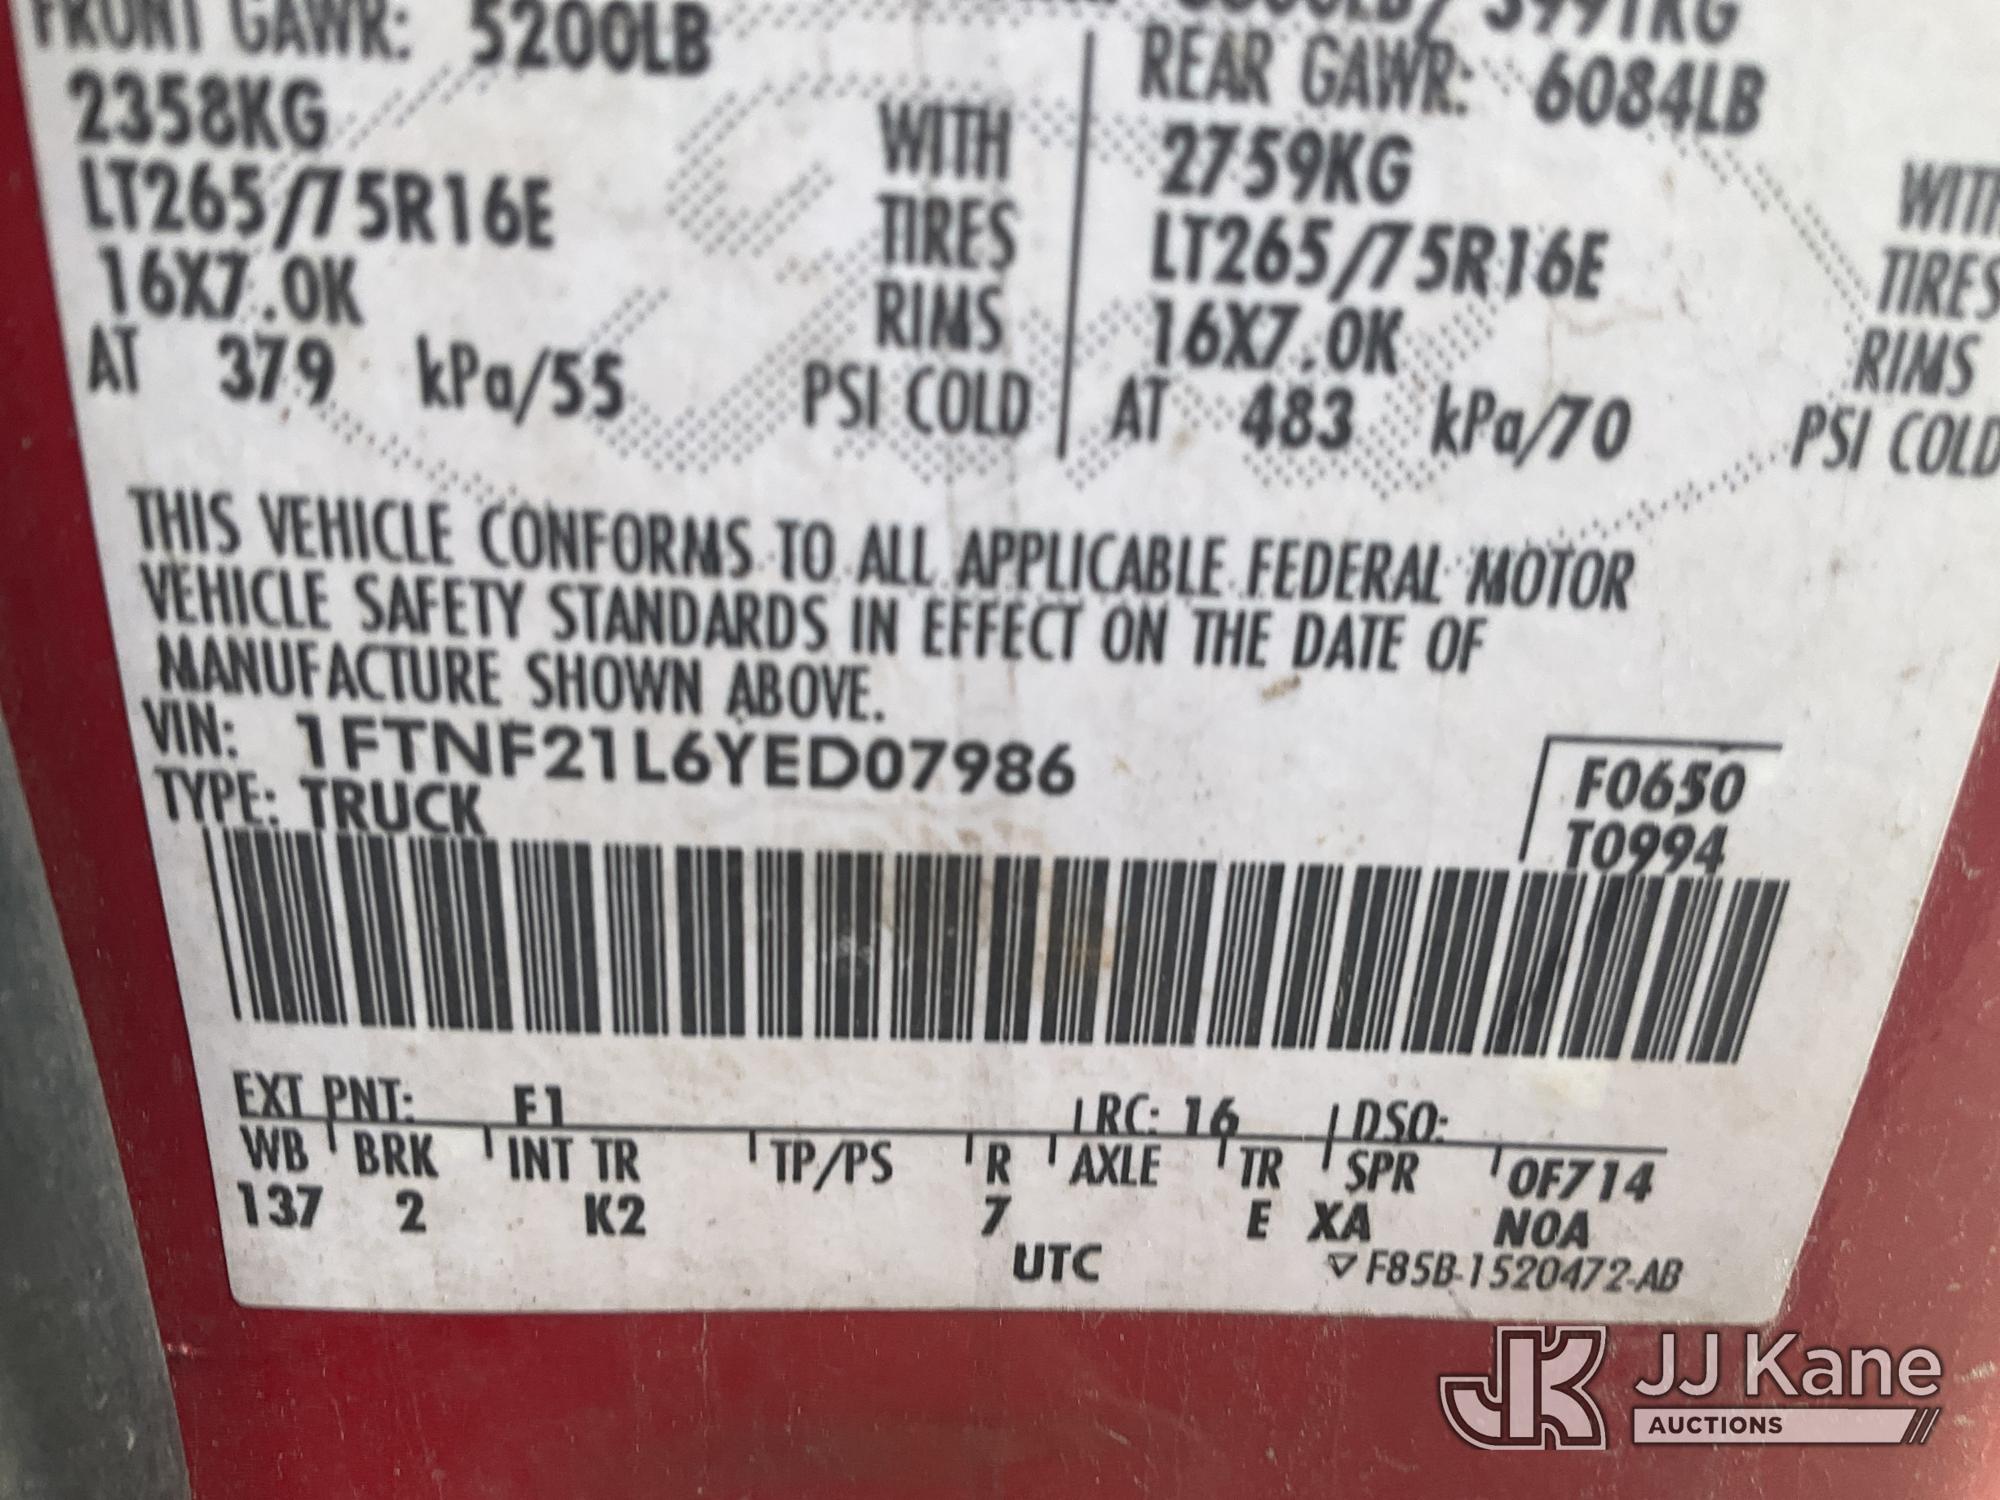 FRONT GAWR: 5200LB
2358KG WITH
LT265/75R16E TIRES
16X7.0K RIMS
AT 379 kPa/55 PSI COLD
3991KG
REAR GAWR: 6084LB
2759KG WITH
LT265/75R16E TIRES
16X7.0K RIMS
AT 483 kPa/70 PSI COLD
THIS VEHICLE CONFORMS TO ALL APPLICABLE FEDERAL MOTOR
VEHICLE SAFETY STANDARDS IN EFFECT ON THE DATE OF
MANUFACTURE SHOWN ABOVE.
VIN: 1FTNF21L6YED07986
TYPE: TRUCK
F0650
T0994
EXT PNT: F1 RC: 16 DSO:
WB BRK INT TR TP/PS R AXLE TR SPR OF714
137 2 K2 7 E XA NOA
UTC ▽F85B-1520472-AB
JK JJ Kane
AUCTIONS